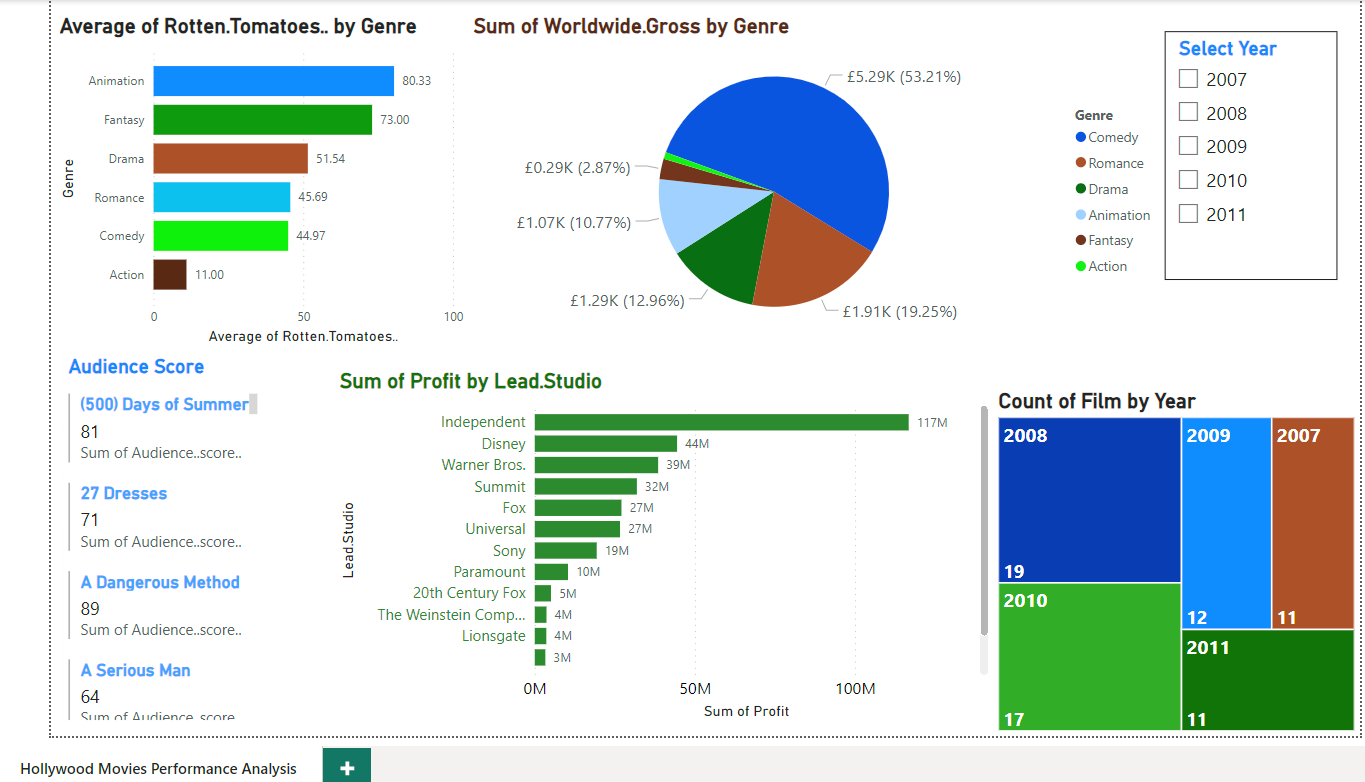 Average of Rotten.Tomatoes.. by Genre
Genre
Animation 80.33
Fantasy 73.00
Drama 51.54
Romance 45.69
Comedy 44.97
Action 11.00
0 50 100
Average of Rotten.Tomatoes..
Sum of Worldwide.Gross by Genre
£5.29K (53.21%)
£0.29K (2.87%)
£1.07K (10.77%)
£1.29K (12.96%)
£1.91K (19.25%)
Genre
Comedy
Romance
Drama
Animation
Fantasy
Action
Select Year
2007
2008
2009
2010
2011
Audience Score
(500) Days of Summer
81
Sum of Audience..score..
27 Dresses
71
Sum of Audience..score..
A Dangerous Method
89
Sum of Audience..score..
A Serious Man
64
Sum of Audience..score..
Sum of Profit by Lead.Studio
Lead.Studio
Independent 117M
Disney 44M
Warner Bros. 39M
Summit 32M
Fox 27M
Universal 27M
Sony 19M
Paramount 10M
20th Century Fox 5M
The Weinstein Comp... 4M
Lionsgate 4M
3M
0M 50M 100M
Sum of Profit
Count of Film by Year
2008
19
2009
12
2007
11
2010
17
2011
11
Hollywood Movies Performance Analysis
+